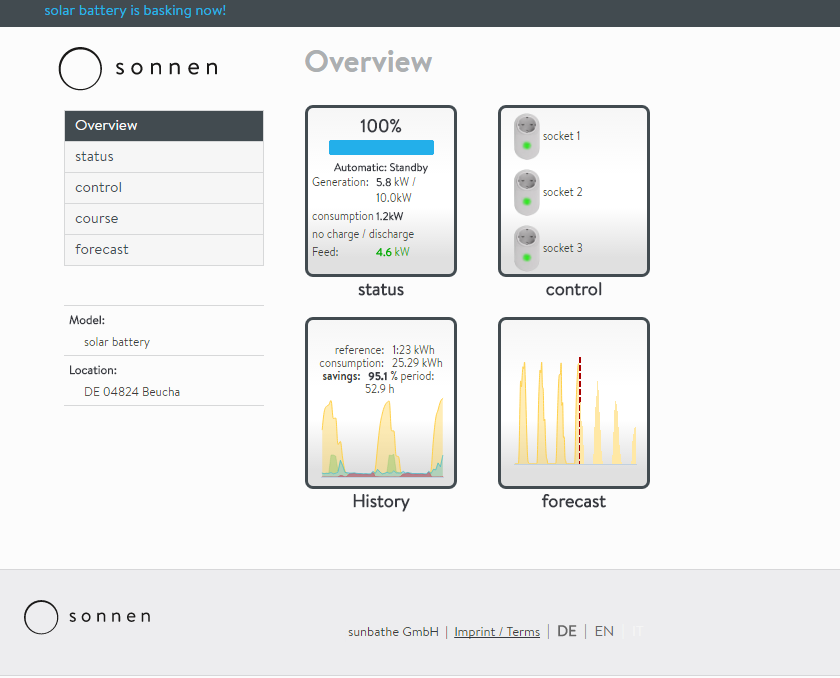 solar battery is basking now!
sonnen
Overview
Overview
status
control
course
forecast
Model:
solar battery
Location:
DE 04824 Beucha
100%
Automatic: Standby
Generation: 5.8 kW /
10.0kW
consumption 1.2kW
no charge / discharge
Feed: 4.6 kW
status
socket 1
socket 2
socket 3
control
reference: 1:23 kWh
consumption: 25.29 kWh
savings: 95.1 % period:
52.9 h
History
forecast
sonnen
sunbathe GmbH | Imprint / Terms | DE | EN | IT